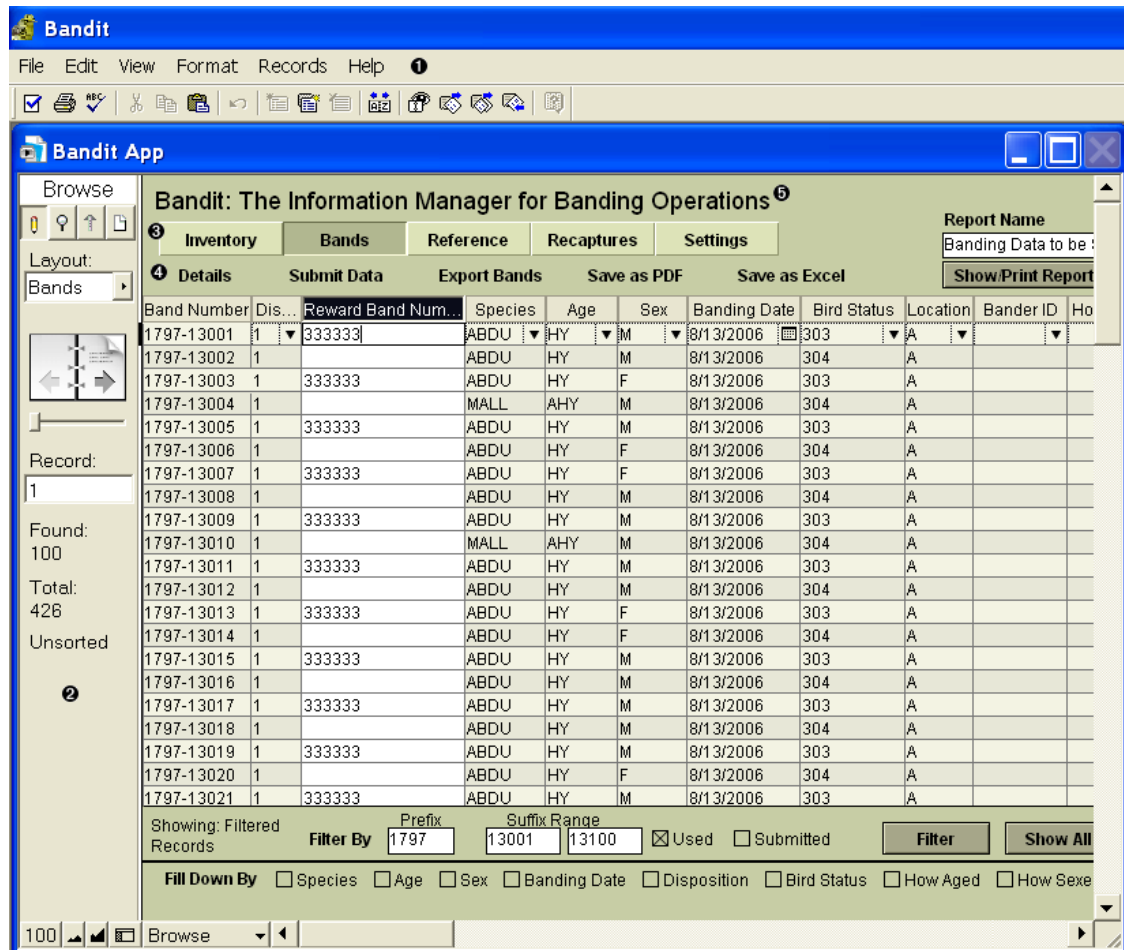 Bandit
File Edit View Format Records Help ❶
Bandit App
Browse
Layout:
Bands
Record:
1
Found:
100
Total:
426
Unsorted
❷
Bandit: The Information Manager for Banding Operations❺
Report Name
❸ Inventory Bands Reference Recaptures Settings
Banding Data to be
❹ Details Submit Data Export Bands Save as PDF Save as Excel Show/Print Report
Band Number Dis... Reward Band Num... Species Age Sex Banding Date Bird Status Location Bander ID Ho
1797-13001 1 333333 ABDU HY M 8/13/2006 303 A
1797-13002 1 ABDU HY M 8/13/2006 304 A
1797-13003 1 333333 ABDU HY F 8/13/2006 303 A
1797-13004 1 MALL AHY M 8/13/2006 304 A
1797-13005 1 333333 ABDU HY M 8/13/2006 303 A
1797-13006 1 ABDU HY F 8/13/2006 304 A
1797-13007 1 333333 ABDU HY F 8/13/2006 303 A
1797-13008 1 ABDU HY M 8/13/2006 304 A
1797-13009 1 333333 ABDU HY M 8/13/2006 303 A
1797-13010 1 MALL AHY M 8/13/2006 304 A
1797-13011 1 333333 ABDU HY M 8/13/2006 303 A
1797-13012 1 ABDU HY M 8/13/2006 304 A
1797-13013 1 333333 ABDU HY F 8/13/2006 303 A
1797-13014 1 ABDU HY F 8/13/2006 304 A
1797-13015 1 333333 ABDU HY M 8/13/2006 303 A
1797-13016 1 ABDU HY M 8/13/2006 304 A
1797-13017 1 333333 ABDU HY M 8/13/2006 303 A
1797-13018 1 ABDU HY M 8/13/2006 304 A
1797-13019 1 333333 ABDU HY M 8/13/2006 303 A
1797-13020 1 ABDU HY F 8/13/2006 304 A
1797-13021 1 333333 ABDU HY M 8/13/2006 303 A
Showing: Filtered Records
Prefix Suffix Range
Filter By 1797 13001 13100 Used Submitted Filter Show All
Fill Down By Species Age Sex Banding Date Disposition Bird Status How Aged How Sexe
100 Browse